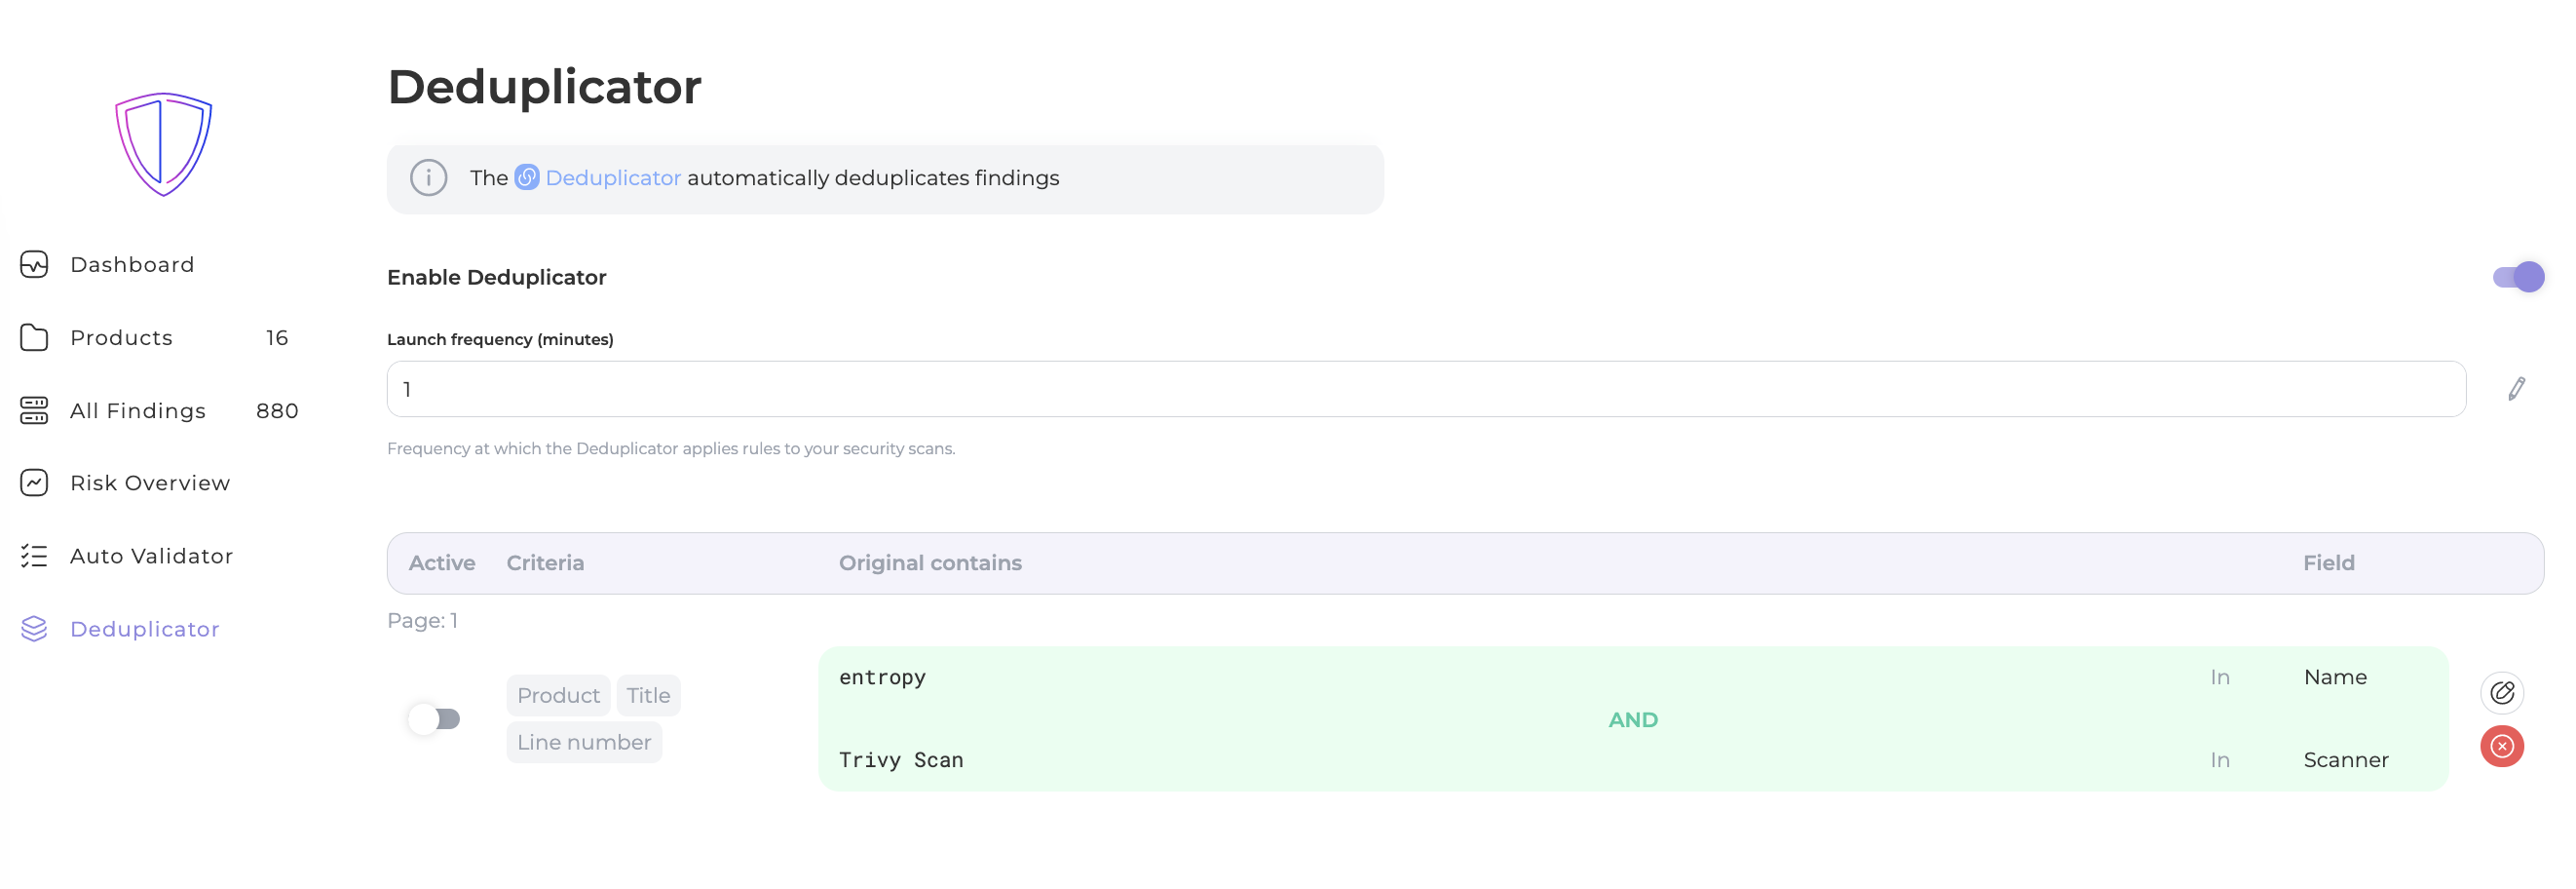 Deduplicator
The Deduplicator automatically deduplicates findings
Dashboard
Products 16
All Findings 880
Risk Overview
Auto Validator
Deduplicator
Enable Deduplicator
Launch frequency (minutes)
1
Frequency at which the Deduplicator applies rules to your security scans.
Active Criteria Original contains Field
Page: 1
Product Title
Line number
entropy In Name
AND
Trivy Scan In Scanner